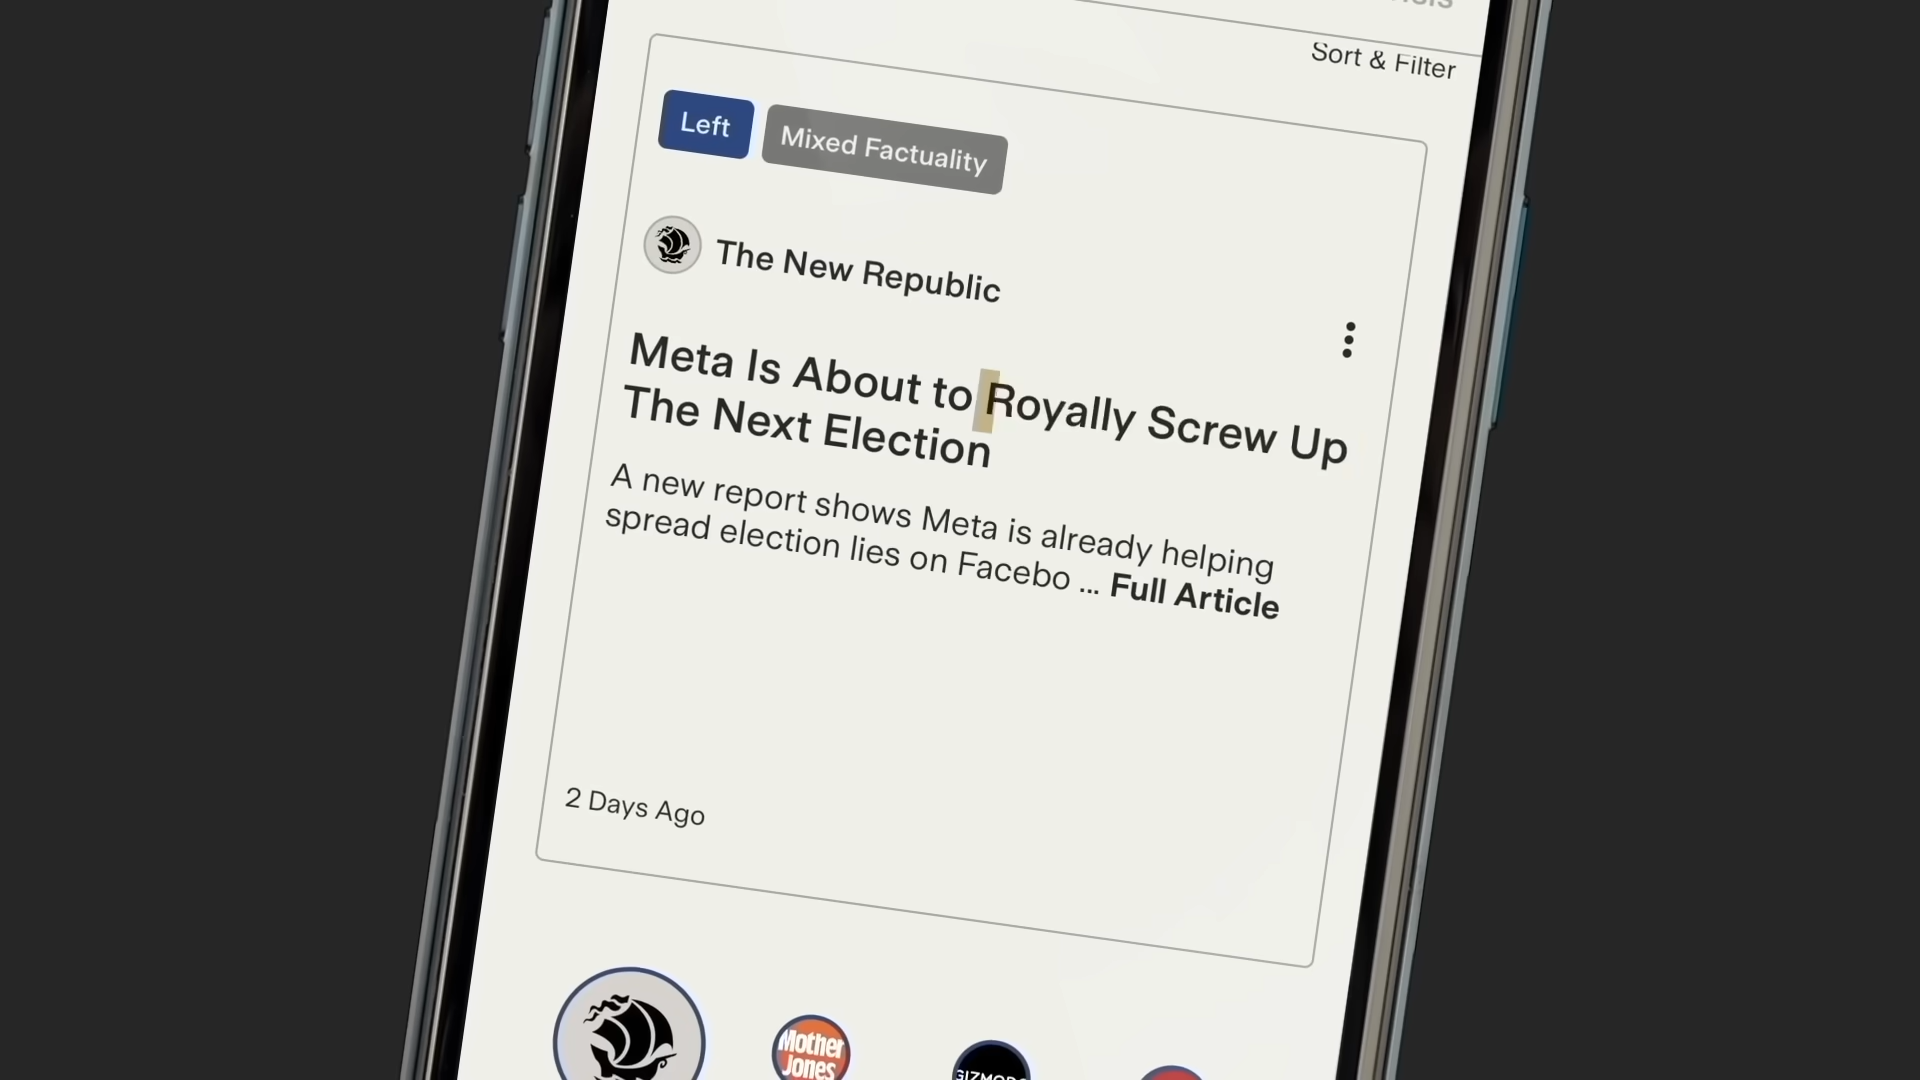 Sort & Filter
Left
Mixed Factuality
The New Republic
Meta Is About to Royally Screw Up
The Next Election
A new report shows Meta is already helping
spread election lies on Facebo ... Full Article
2 Days Ago
Mother
Jones